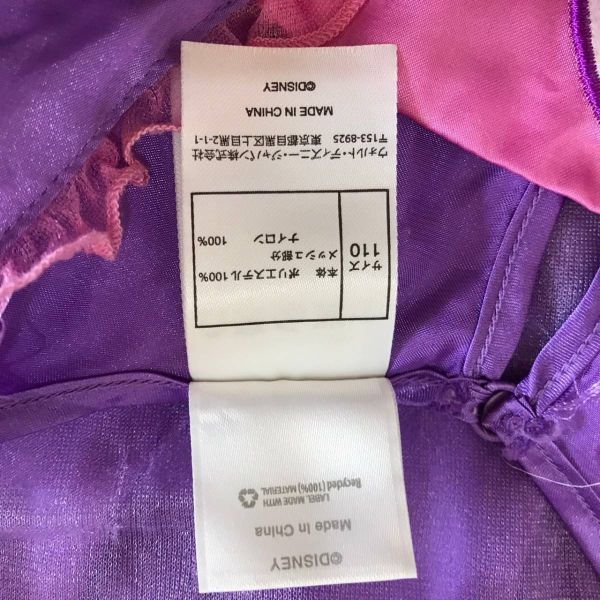 サイズ
110
本体 ポリエステル100%
メッシュ部分
ナイロン 100%
ウォルト・ディズニー・ジャパン株式会社
〒153-8925 東京都目黒区上目黒2-1-1
MADE IN CHINA
©DISNEY
©DISNEY
Made In China
LABEL MADE WITH
Recycled (100%) MATERIAL